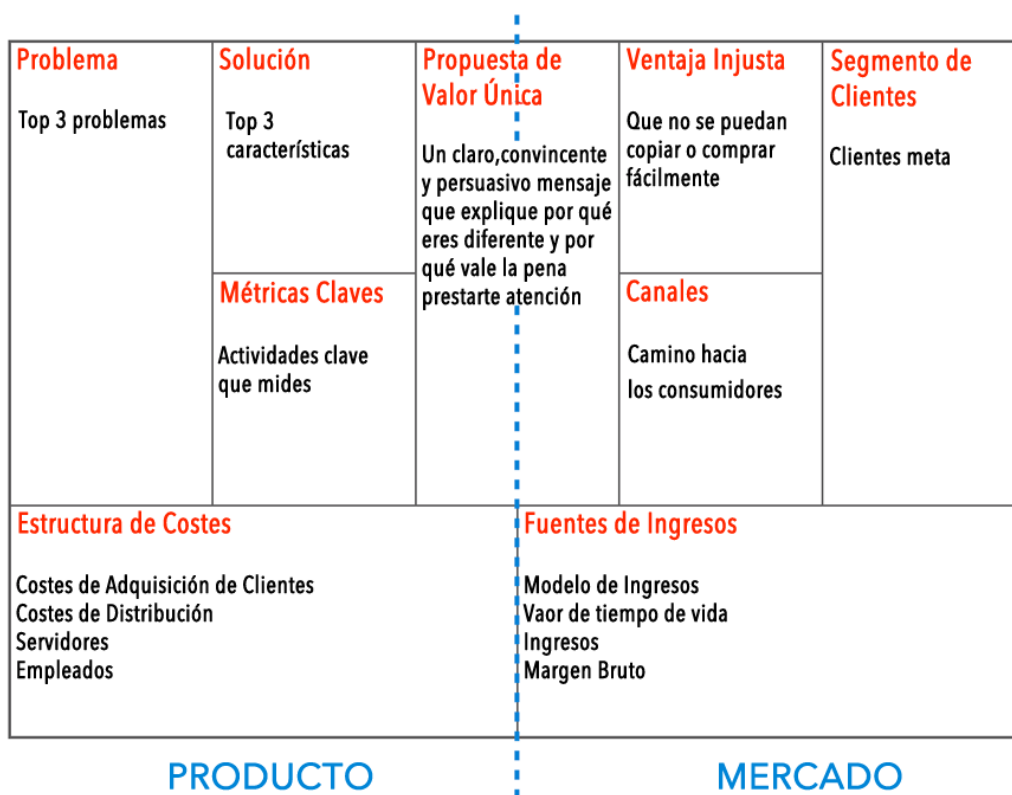 Problema
Top 3 problemas
Solución
Top 3
características
Métricas Claves
Actividades clave
que mides
Propuesta de
Valor Única
Un claro,convincente
y persuasivo mensaje
que explique por qué
eres diferente y por
qué vale la pena
prestarte atención
Ventaja Injusta
Que no se puedan
copiar o comprar
fácilmente
Canales
Camino hacia
los consumidores
Segmento de
Clientes
Clientes meta
Estructura de Costes
Costes de Adquisición de Clientes
Costes de Distribución
Servidores
Empleados
Fuentes de Ingresos
Modelo de Ingresos
Vaor de tiempo de vida
Ingresos
Margen Bruto
PRODUCTO
MERCADO